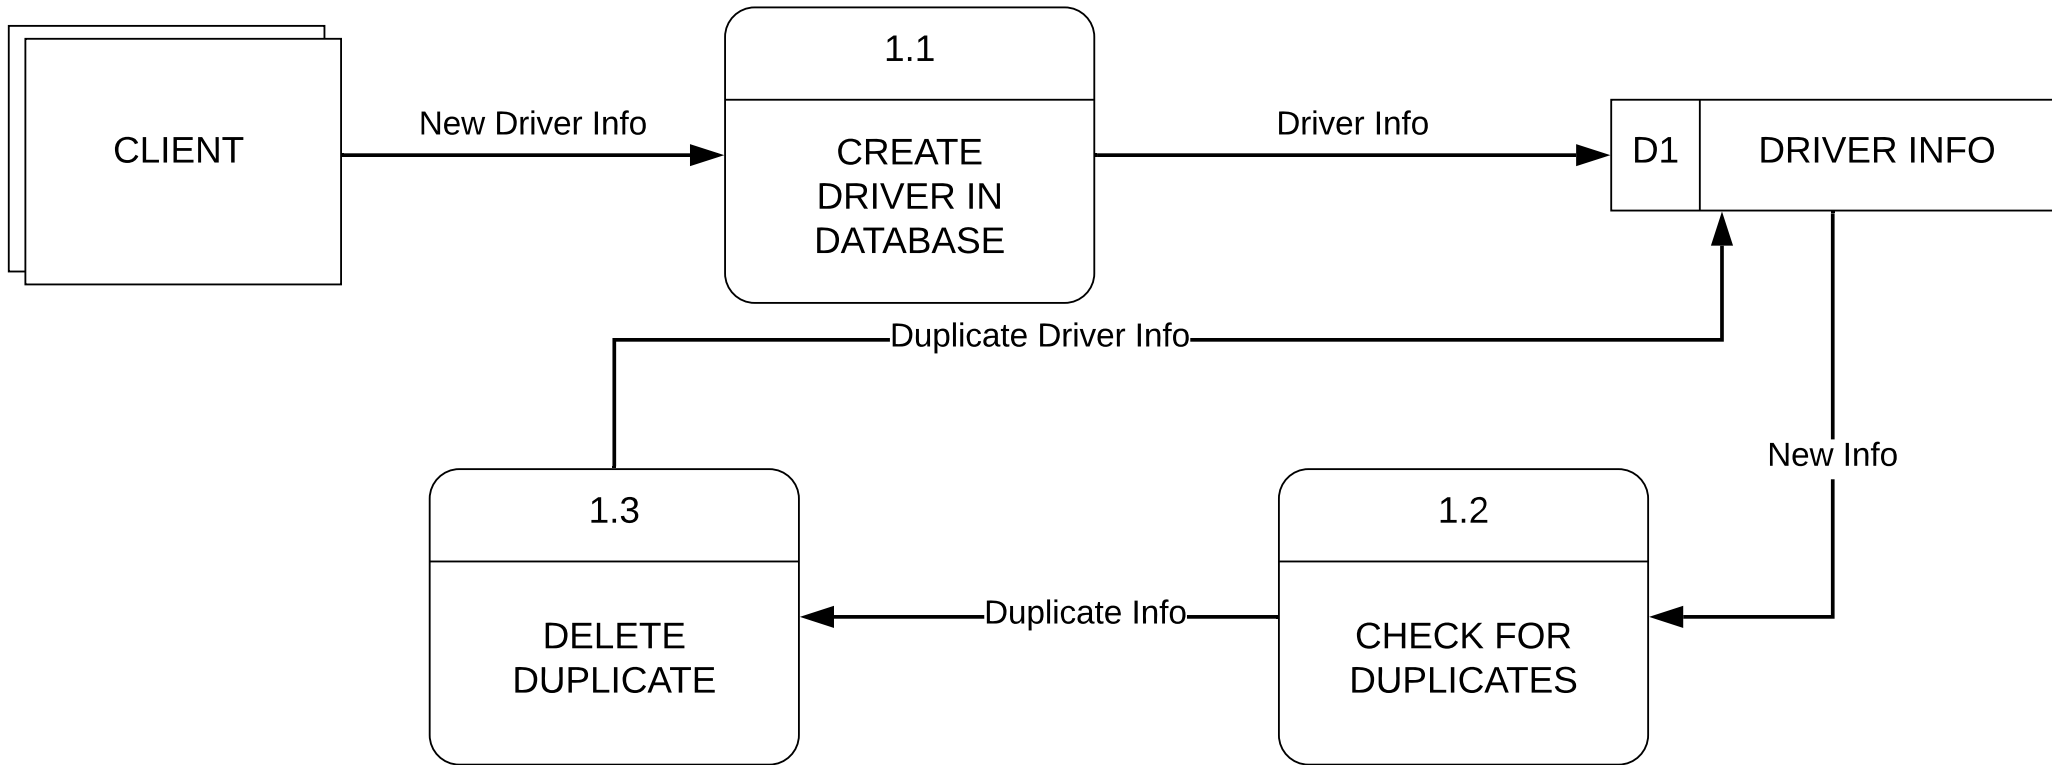 1.1
CLIENT
New Driver Info
CREATE
DRIVER IN
DATABASE
Driver Info
D1
DRIVER INFO
Duplicate Driver Info
New Info
1.3
DELETE
DUPLICATE
Duplicate Info
1.2
CHECK FOR
DUPLICATES